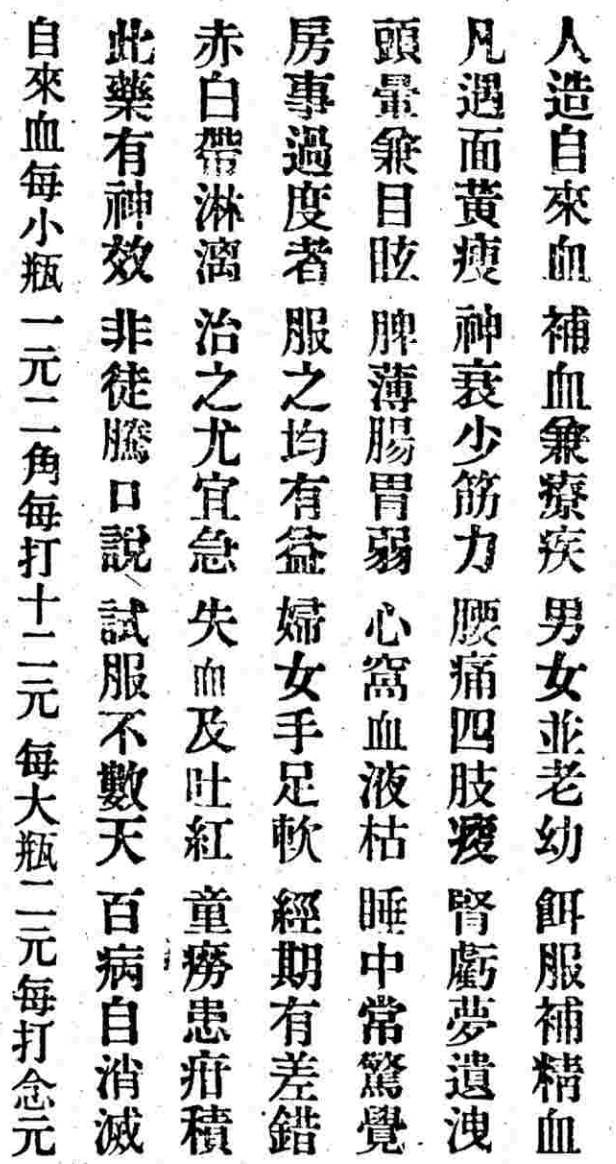 人造自來血 補血兼療疾 男女並老幼 餌服補精血
凡遇面黃瘦 神衰少筋力 腰痛四肢痠 腎虧夢遺洩
頭暈兼目眩 脾薄腸胃弱 心窩血液枯 睡中常驚覺
房事過度者 服之均有益 婦女手足軟 經期有差錯
赤白帶淋漓 治之尤宜急 失血及吐紅 童癆患疳積
此藥有神效 非徒騰口說 試服不數天 百病自消滅
自來血每小瓶一元二角每打十二元 每大瓶二元每打念元